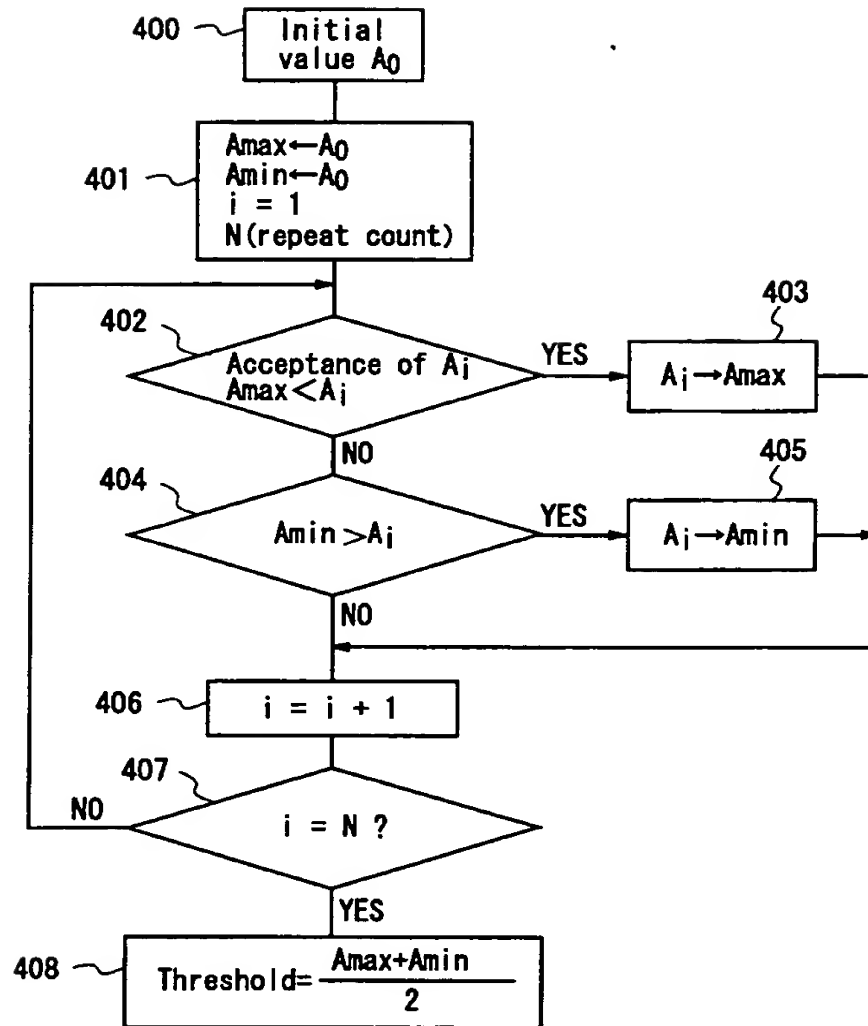 400
Initial
value A0
401
Amax←A0
Amin←A0
i = 1
N(repeat count)
402
Acceptance of Ai
Amax<Ai
YES
403
Ai→Amax
NO
404
Amin>Ai
YES
405
Ai→Amin
NO
406
i = i + 1
407
NO
i = N ?
YES
408
Threshold=
Amax+Amin
2